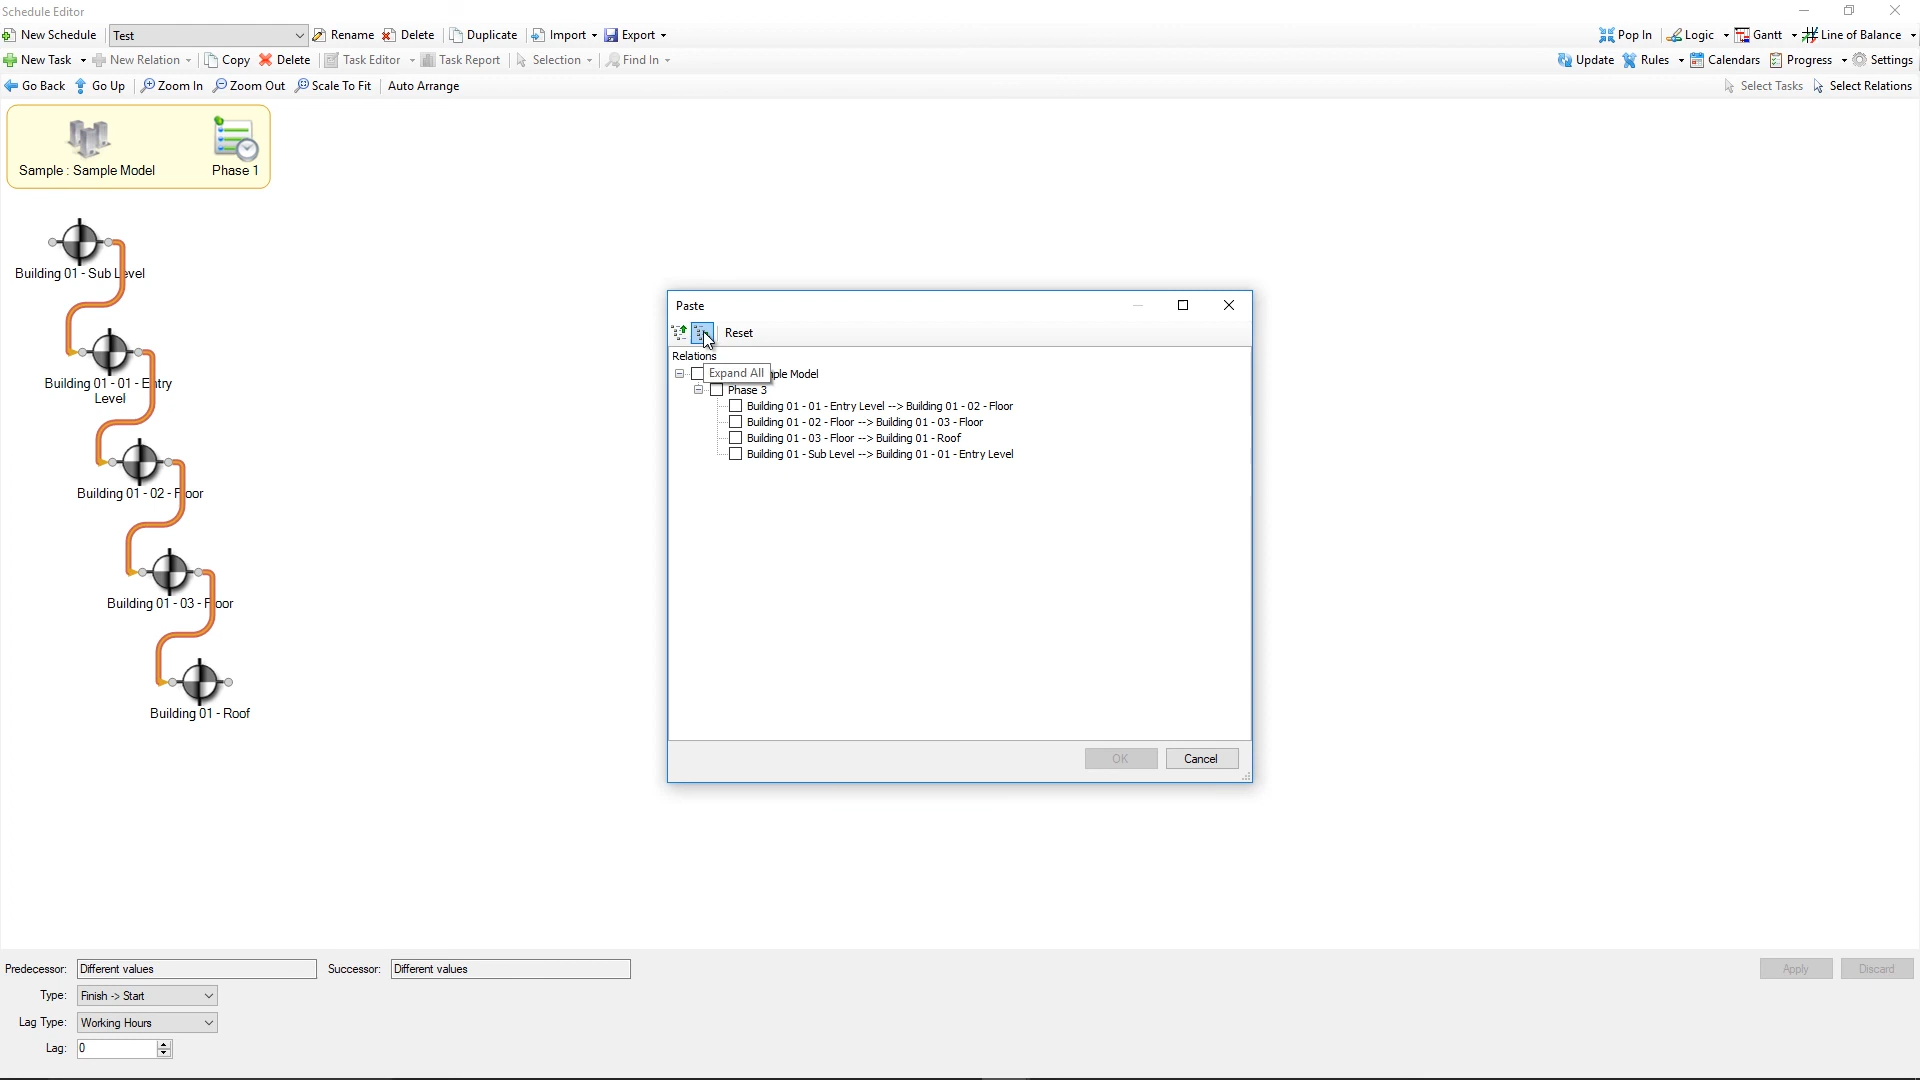 Schedule Editor
New Schedule Test Rename Delete Duplicate Import Export Pop In Logic Gantt Line of Balance
New Task New Relation Copy Delete Task Editor Task Report Selection Find In Update Rules Calendars Progress Settings
Go Back Go Up Zoom In Zoom Out Scale To Fit Auto Arrange Select Tasks Select Relations
Sample : Sample Model Phase 1
Building 01 - Sub Level
Building 01 - 01 - Entry
Level
Building 01 - 02 - Floor
Building 01 - 03 - Floor
Building 01 - Roof
Paste
Reset
Relations
Expand All Model
Phase 3
Building 01 - 01 - Entry Level --> Building 01 - 02 - Floor
Building 01 - 02 - Floor --> Building 01 - 03 - Floor
Building 01 - 03 - Floor --> Building 01 - Roof
Building 01 - Sub Level --> Building 01 - 01 - Entry Level
OK Cancel
Predecessor: Different values Successor: Different values Apply Discard
Type: Finish -> Start
Lag Type: Working Hours
Lag: 0